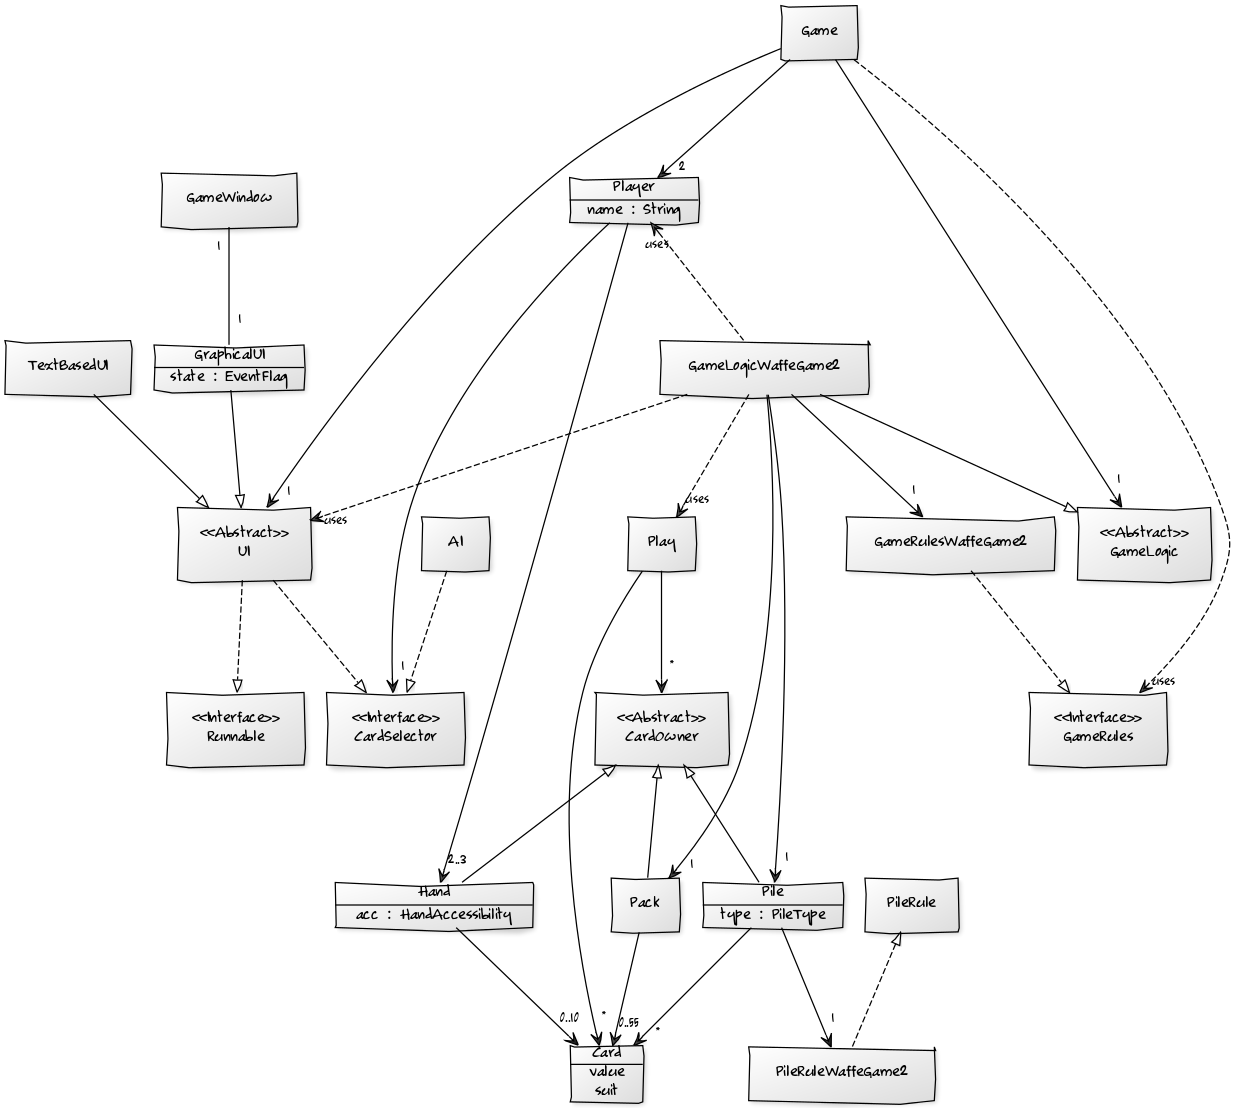 Game
2
Player
name : String
uses
GameWindow
1
1
TextBasedUI
GraphicalUI
state : EventFlag
GameLogicWaffeGame2
1
uses
<<Abstract>>
UI
AI
uses
Play
1
GameRulesWaffeGame2
1
<<Abstract>>
GameLogic
<<Interface>>
Runnable
1
<<Interface>>
CardSelector
*
<<Abstract>>
CardOwner
uses
<<Interface>>
GameRules
2..3
Hand
acc : HandAccessibility
1
Pack
1
Pile
type : PileType
PileRule
0..10
*
0..55
*
1
Card
value
suit
PileRuleWaffeGame2